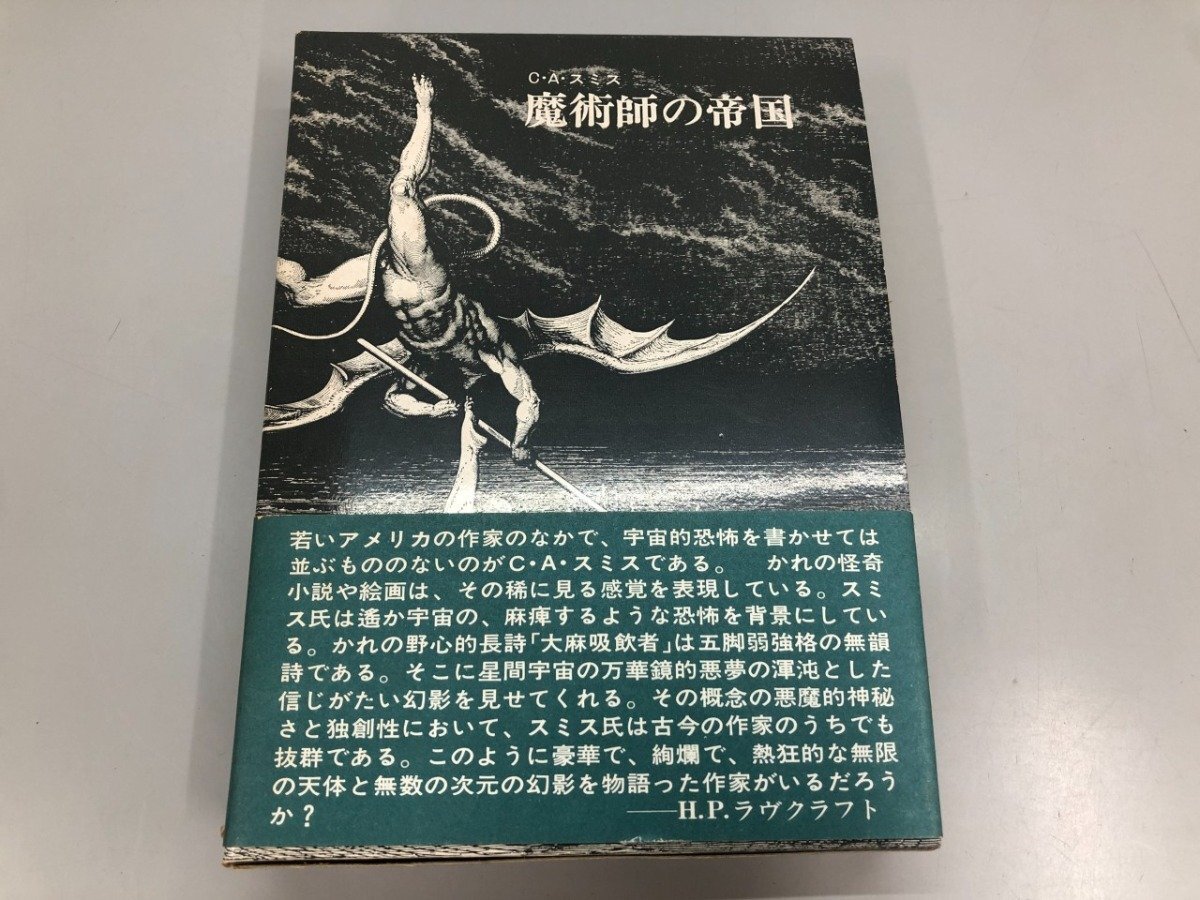 C・A・スミス
魔術師の帝国
若いアメリカの作家のなかで、宇宙的恐怖を書かせては
並ぶもののないのがC・A・スミスである。　かれの怪奇
小説や絵画は、その稀に見る感覚を表現している。スミ
ス氏は遙か宇宙の、麻痺するような恐怖を背景にしてい
る。かれの野心的長詩「大麻吸飲者」は五脚弱強格の無韻
詩である。そこに星間宇宙の万華鏡的悪夢の渾沌とした
信じがたい幻影を見せてくれる。その概念の悪魔的神秘
さと独創性において、スミス氏は古今の作家のうちでも
抜群である。このように豪華で、絢爛で、熱狂的な無限
の天体と無数の次元の幻影を物語った作家がいるだろう
か?　――H.P.ラヴクラフト